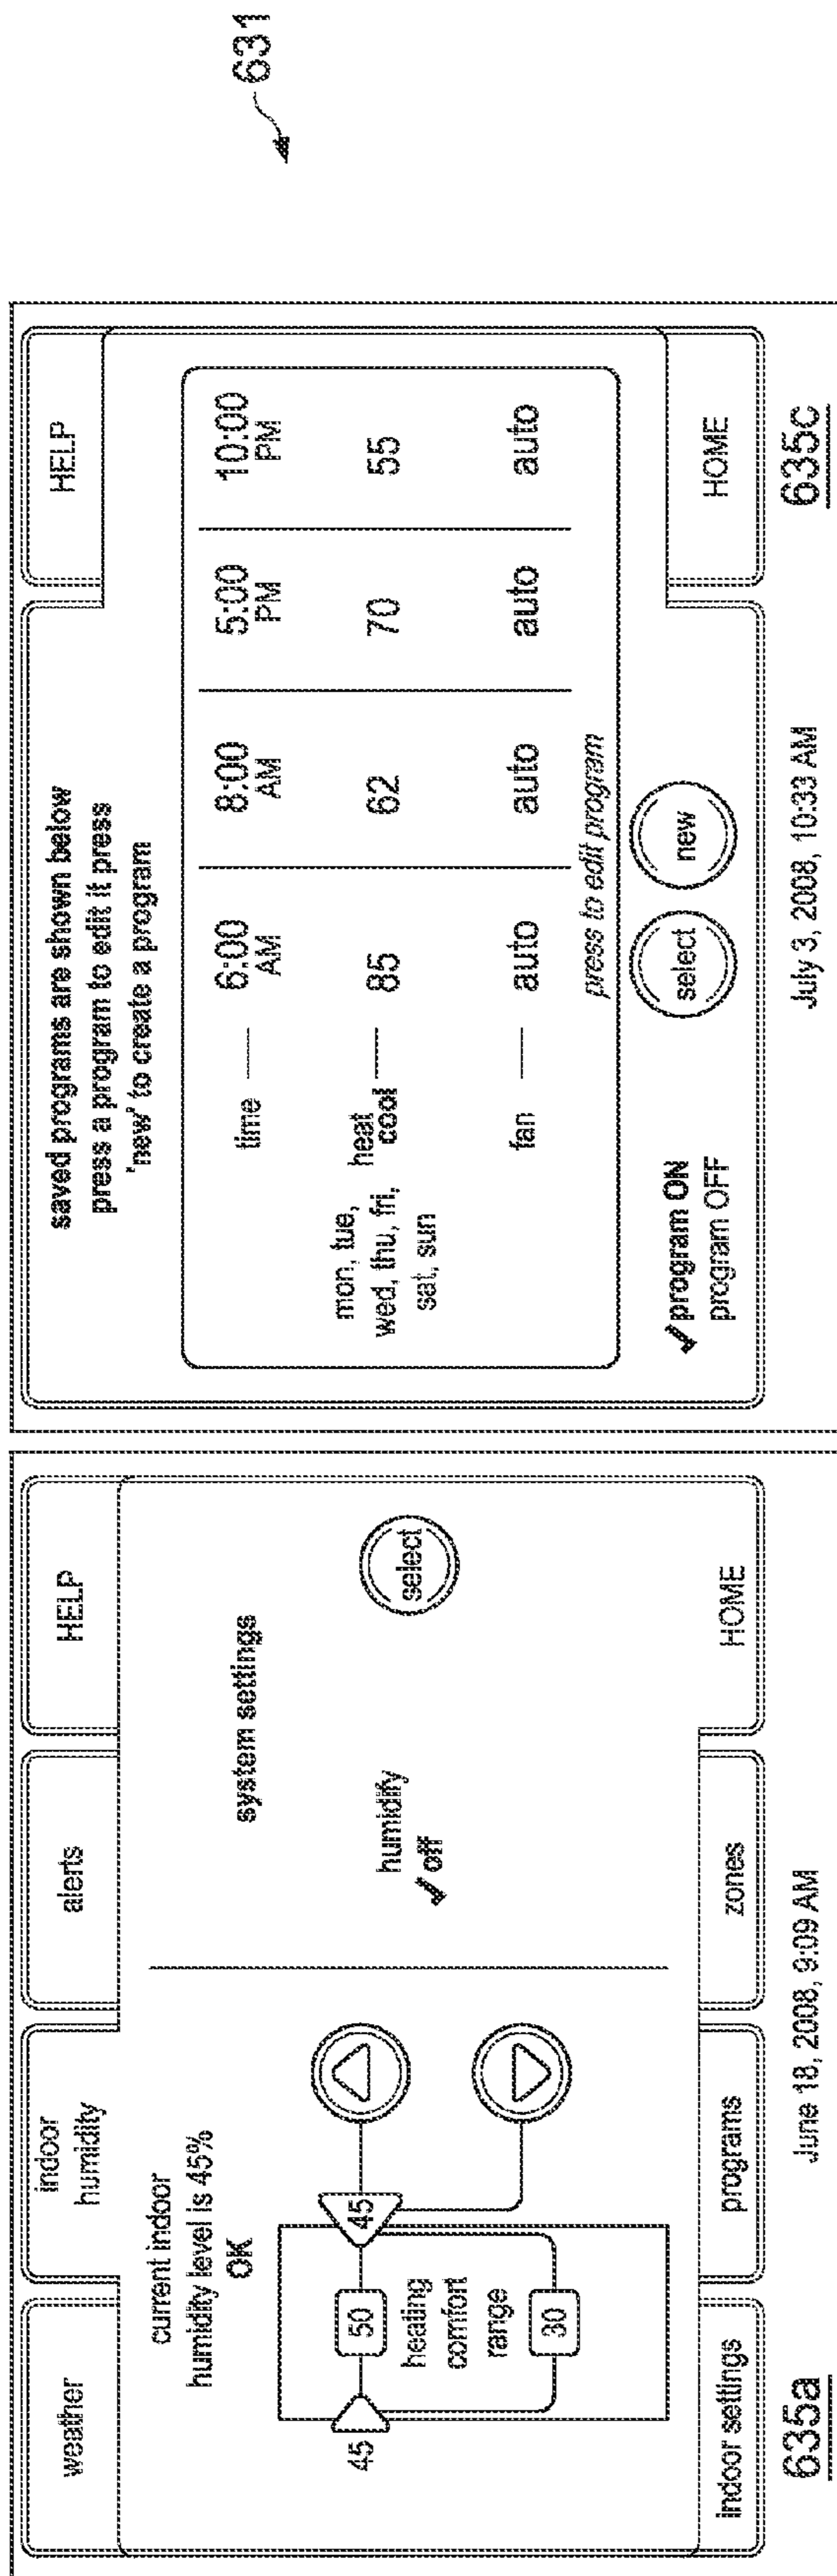 631
weather
indoor
humidity
alerts
HELP
current indoor
humidity level is 45%
OK
45
50
45
heating
comfort
range
30
system settings
humidify
✓off
select
indoor settings
programs
zones
HOME
635a
June 18, 2008, 9:09 AM
HELP
saved programs are shown below
press a program to edit it press
'new' to create a program
time 6:00 AM 8:00 AM 5:00 PM 10:00 PM
mon, tue,
wed, thu, fri,
sat, sun
heat
cool
85 62 70 55
fan auto auto auto auto
press to edit program
✓program ON
program OFF
select
new
HOME
July 3, 2008, 10:33 AM
635c